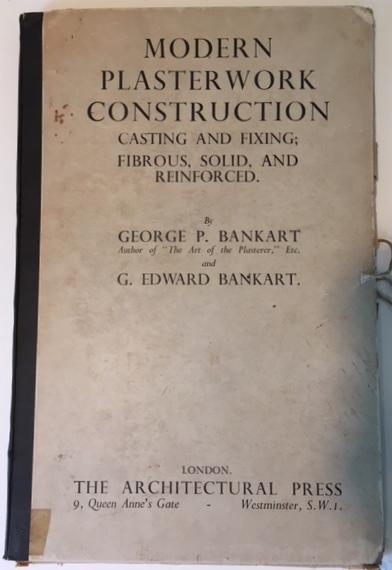 MODERN
PLASTERWORK
CONSTRUCTION
CASTING AND FIXING;
FIBROUS, SOLID, AND
REINFORCED.
By
GEORGE P. BANKART
Author of "The Art of the Plasterer," Etc.
and
G. EDWARD BANKART.
LONDON.
THE ARCHITECTURAL PRESS
9, Queen Anne's Gate - Westminster, S.W.1.